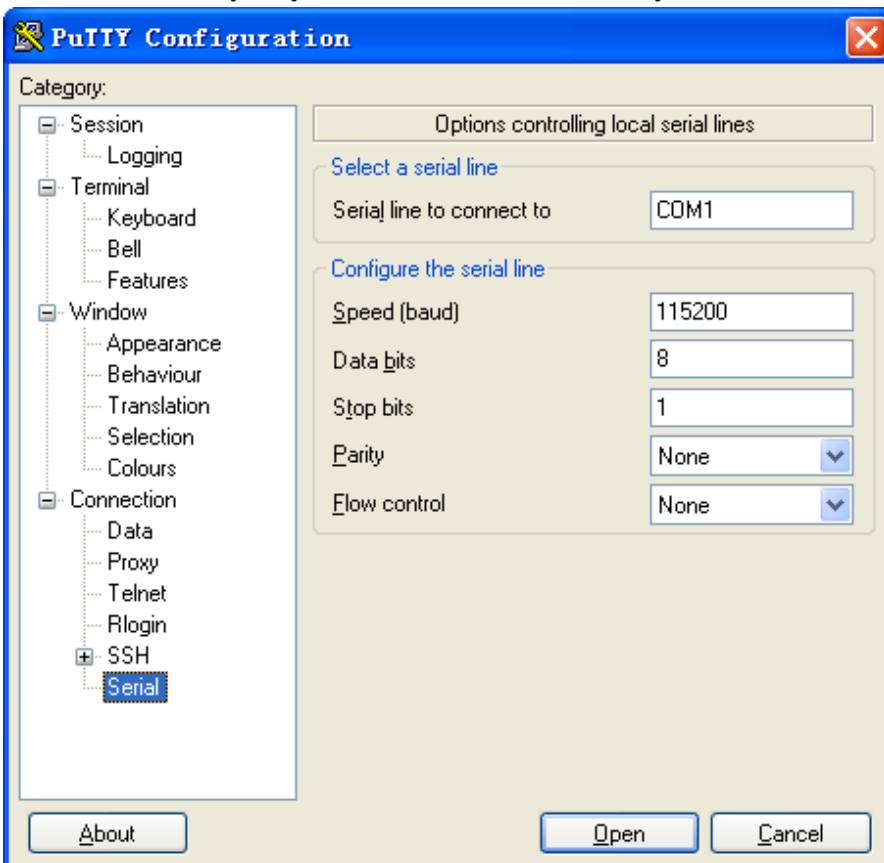 PuTTY Configuration
Category:
Session
Logging
Terminal
Keyboard
Bell
Features
Window
Appearance
Behaviour
Translation
Selection
Colours
Connection
Data
Proxy
Telnet
Rlogin
SSH
Serial
Options controlling local serial lines
Select a serial line
Serial line to connect to COM1
Configure the serial line
Speed (baud) 115200
Data bits 8
Stop bits 1
Parity None
Flow control None
About Open Cancel